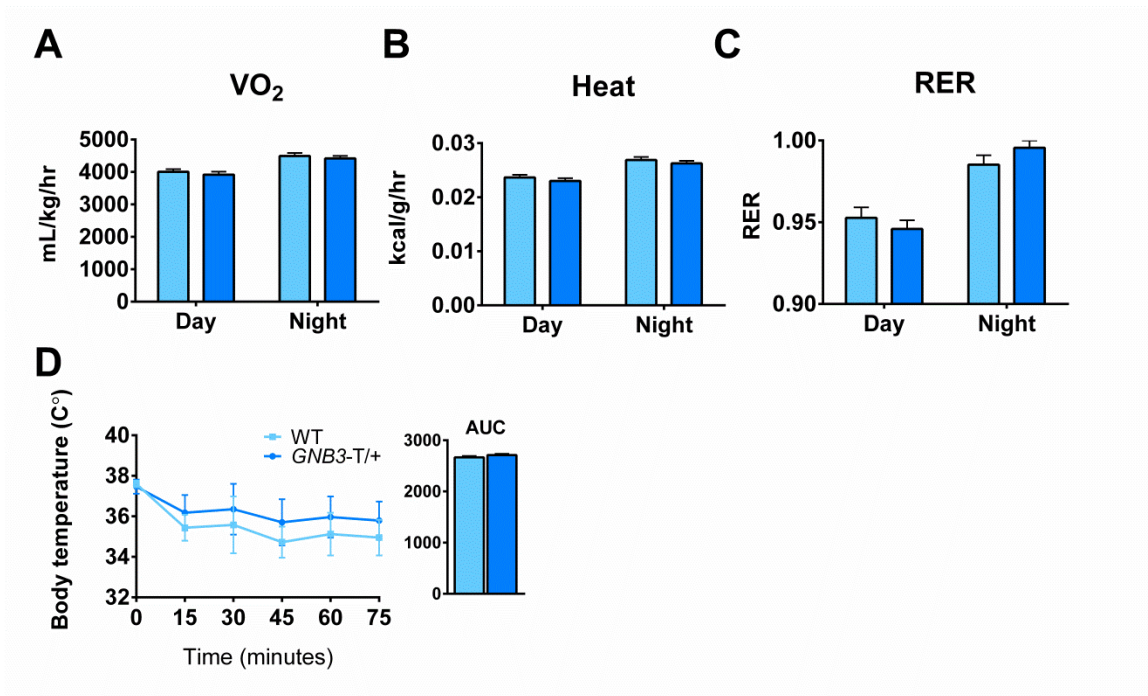 A
B
C
VO₂
Heat
RER
mL/kg/hr
5000
4000
3000
2000
1000
0
Day
Night
kcal/g/hr
0.03
0.02
0.01
0.00
Day
Night
RER
1.00
0.95
0.90
Day
Night
D
Body temperature (C°)
40
38
36
34
32
0
15
30
45
60
75
Time (minutes)
WT
GNB3-T/+
AUC
3000
2000
1000
0